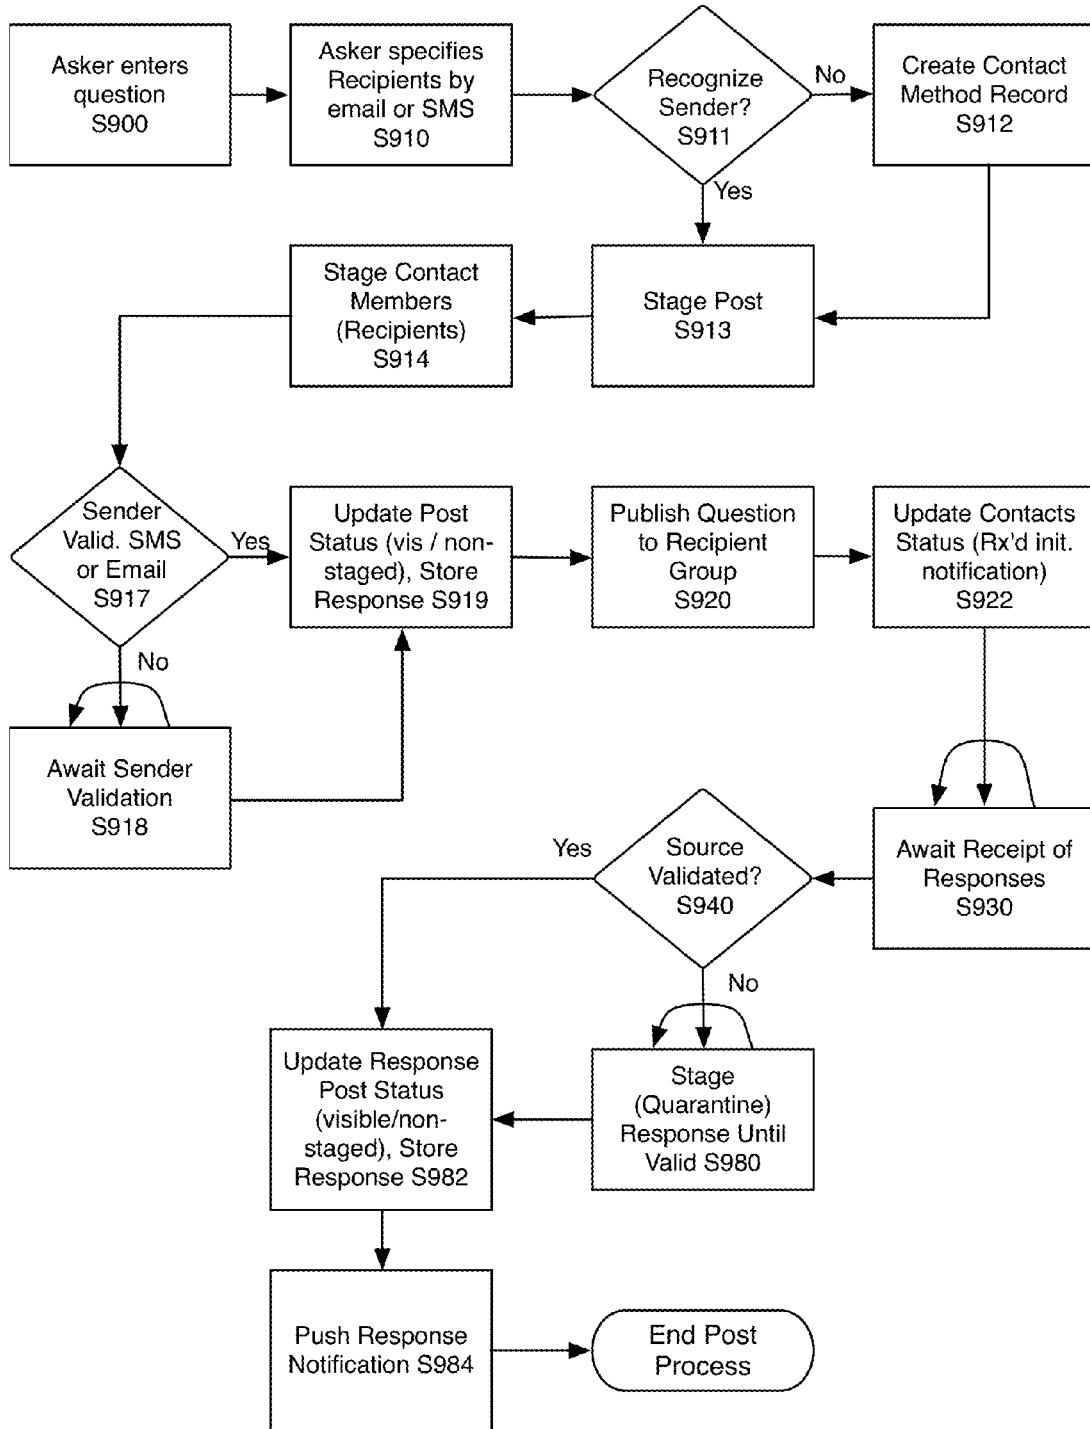 Asker enters
question
S900
Asker specifies
Recipients by
email or SMS
S910
Recognize
Sender?
S911
No
Create Contact
Method Record
S912
Yes
Stage Contact
Members
(Recipients)
S914
Stage Post
S913
Sender
Valid. SMS
or Email
S917
Yes
Update Post
Status (vis / non-
staged), Store
Response S919
Publish Question
to Recipient
Group
S920
Update Contacts
Status (Rx'd init.
notification)
S922
No
Await Sender
Validation
S918
Yes
Source
Validated?
S940
Await Receipt of
Responses
S930
No
Update Response
Post Status
(visible/non-
staged), Store
Response S982
Stage
(Quarantine)
Response Until
Valid S980
Push Response
Notification S984
End Post
Process